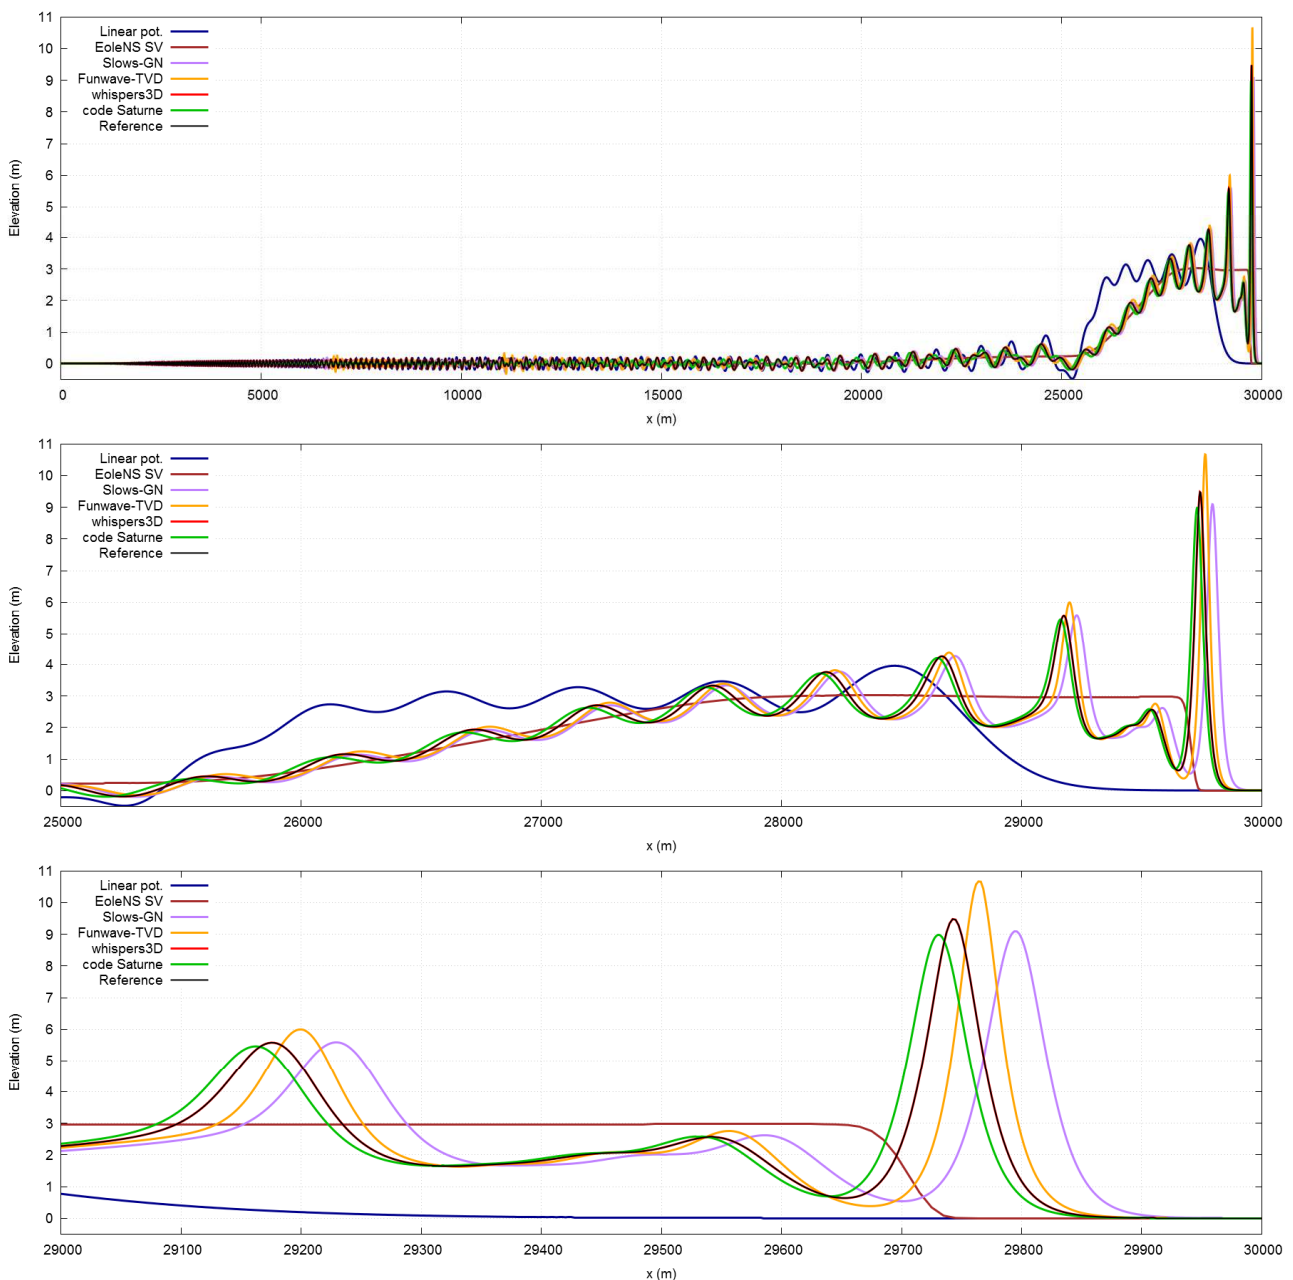 11
10
9
8
7
6
5
4
3
2
1
0
Elevation (m)
Linear pot.
EoleNS SV
Slows-GN
Funwave-TVD
whispers3D
code Saturne
Reference
0 5000 10000 15000 20000 25000 30000
x (m)
11
10
9
8
7
6
5
4
3
2
1
0
Elevation (m)
Linear pot.
EoleNS SV
Slows-GN
Funwave-TVD
whispers3D
code Saturne
Reference
25000 26000 27000 28000 29000 30000
x (m)
11
10
9
8
7
6
5
4
3
2
1
0
Elevation (m)
Linear pot.
EoleNS SV
Slows-GN
Funwave-TVD
whispers3D
code Saturne
Reference
29000 29100 29200 29300 29400 29500 29600 29700 29800 29900 30000
x (m)